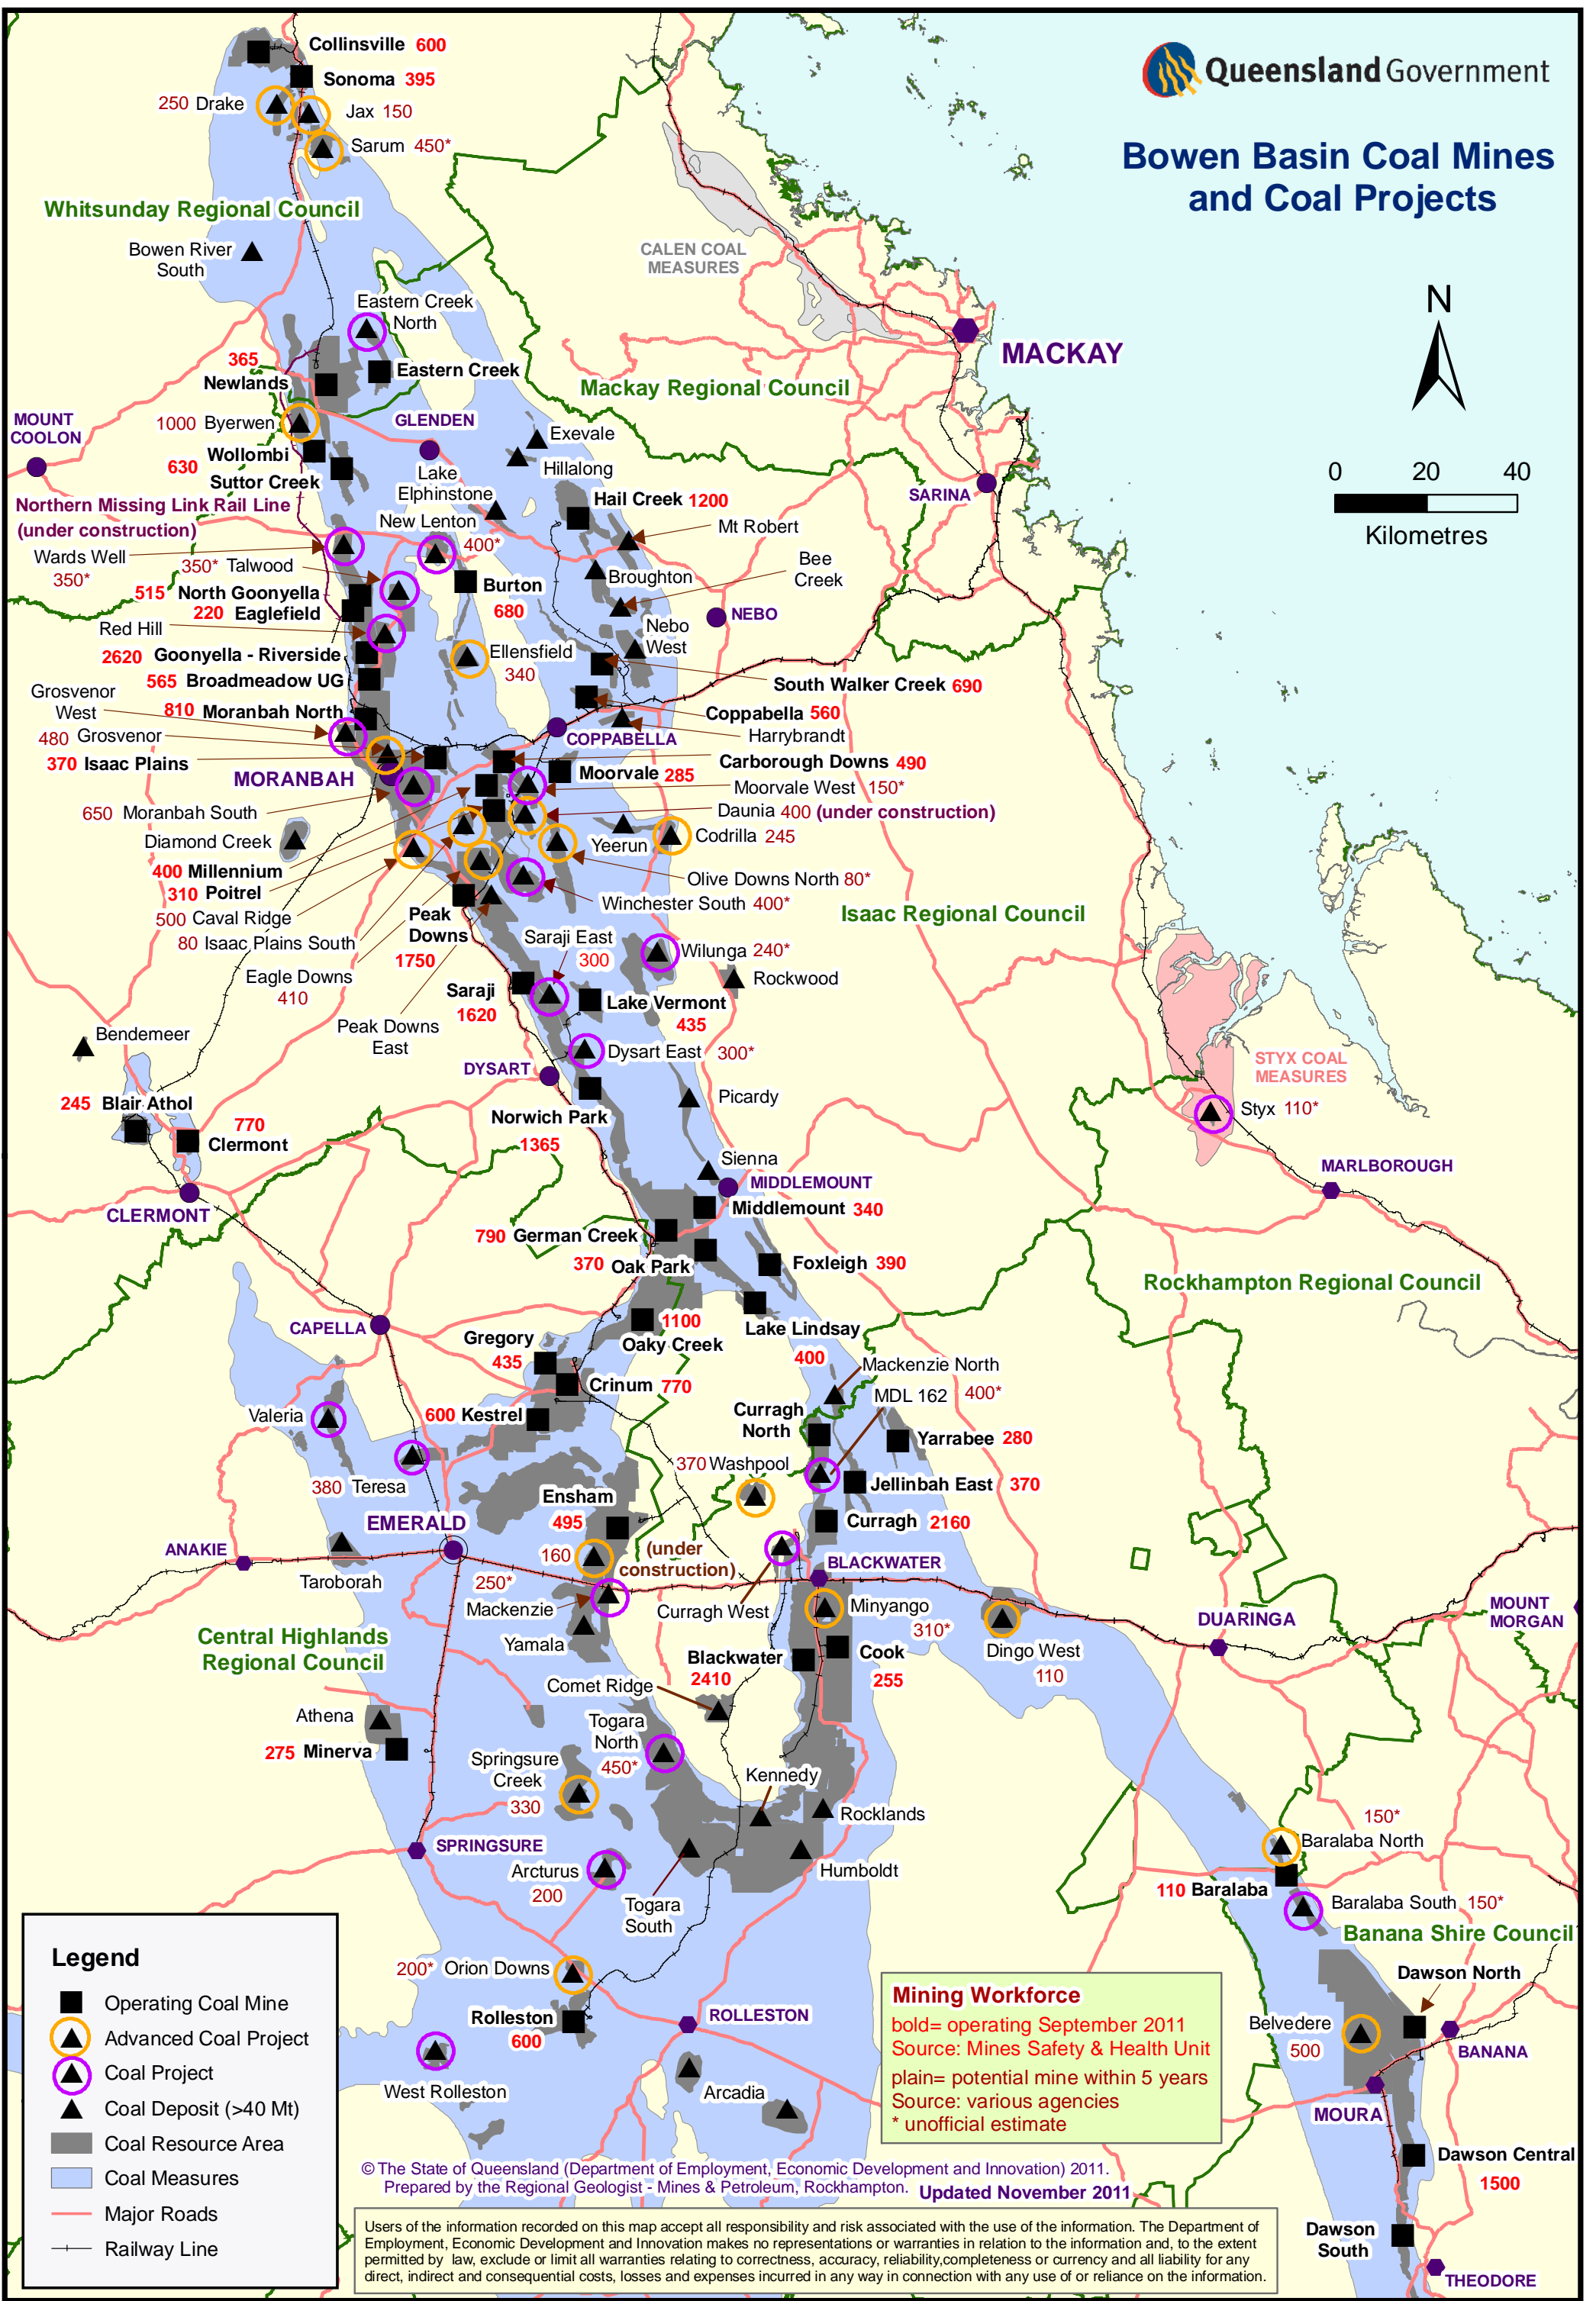 Queensland Government
Bowen Basin Coal Mines
and Coal Projects
N
0 20 40
Kilometres
Collinsville 600
Sonoma 395
250 Drake
Jax 150
Sarum 450*
Whitsunday Regional Council
Bowen River
South
CALEN COAL
MEASURES
Eastern Creek
North
MACKAY
365
Newlands
Eastern Creek
Mackay Regional Council
1000 Byerwen
MOUNT
COOLON
GLENDEN
Exevale
Wollombi
630
Suttor Creek
Hillalong
Lake
Elphinstone
SARINA
Hail Creek 1200
Northern Missing Link Rail Line
(under construction)
New Lenton
400*
Mt Robert
Wards Well
350*
350* Talwood
Bee
Creek
Broughton
Burton
680
515 North Goonyella
220 Eaglefield
NEBO
Red Hill
Nebo
West
Ellensfield
340
2620 Goonyella - Riverside
565 Broadmeadow UG
South Walker Creek 690
Grosvenor
West
810 Moranbah North
Coppabella 560
Harrybrandt
480 Grosvenor
COPPABELLA
370 Isaac Plains
Carborough Downs 490
MORANBAH
Moorvale 285
Moorvale West 150*
650 Moranbah South
Daunia 400 (under construction)
Diamond Creek
Yeerun
Codrilla 245
400 Millennium
310 Poitrel
Olive Downs North 80*
500 Caval Ridge
Winchester South 400*
Isaac Regional Council
80 Isaac Plains South
Peak
Downs
1750
Saraji East
300
Wilunga 240*
Eagle Downs
410
Rockwood
Saraji
1620
Lake Vermont
435
Peak Downs
East
Bendemeer
Dysart East 300*
DYSART
STYX COAL
MEASURES
Styx 110*
245 Blair Athol
Picardy
770
Clermont
Norwich Park
1365
Sienna
MARLBOROUGH
CLERMONT
MIDDLEMOUNT
Middlemount 340
790 German Creek
370 Oak Park
Foxleigh 390
Rockhampton Regional Council
CAPELLA
1100
Oaky Creek
Lake Lindsay
400
Gregory
435
Mackenzie North
MDL 162 400*
Crinum 770
Valeria
600 Kestrel
Curragh
North
Yarrabee 280
370 Washpool
380 Teresa
Jellinbah East 370
Ensham
495
EMERALD
Curragh 2160
ANAKIE
160
(under
construction)
BLACKWATER
Taroborah
250*
Mackenzie
Curragh West
Minyango
310*
DUARINGA
MOUNT
MORGAN
Central Highlands
Regional Council
Yamala
Dingo West
110
Blackwater
2410
Cook
255
Comet Ridge
Athena
Togara
North
450*
275 Minerva
Springsure
Creek
330
Kennedy
Rocklands
150*
Baralaba North
SPRINGSURE
Arcturus
200
Humboldt
110 Baralaba
Togara
South
Baralaba South 150*
Banana Shire Council
200* Orion Downs
Dawson North
Rolleston
600
ROLLESTON
Belvedere
500
BANANA
West Rolleston
Arcadia
MOURA
Dawson Central
1500
Dawson
South
THEODORE
Legend
Operating Coal Mine
Advanced Coal Project
Coal Project
Coal Deposit (>40 Mt)
Coal Resource Area
Coal Measures
Major Roads
Railway Line
Mining Workforce
bold= operating September 2011
Source: Mines Safety & Health Unit
plain= potential mine within 5 years
Source: various agencies
* unofficial estimate
© The State of Queensland (Department of Employment, Economic Development and Innovation) 2011.
Prepared by the Regional Geologist - Mines & Petroleum, Rockhampton. Updated November 2011
Users of the information recorded on this map accept all responsibility and risk associated with the use of the information. The Department of
Employment, Economic Development and Innovation makes no representations or warranties in relation to the information and, to the extent
permitted by law, exclude or limit all warranties relating to correctness, accuracy, reliability,completeness or currency and all liability for any
direct, indirect and consequential costs, losses and expenses incurred in any way in connection with any use of or reliance on the information.